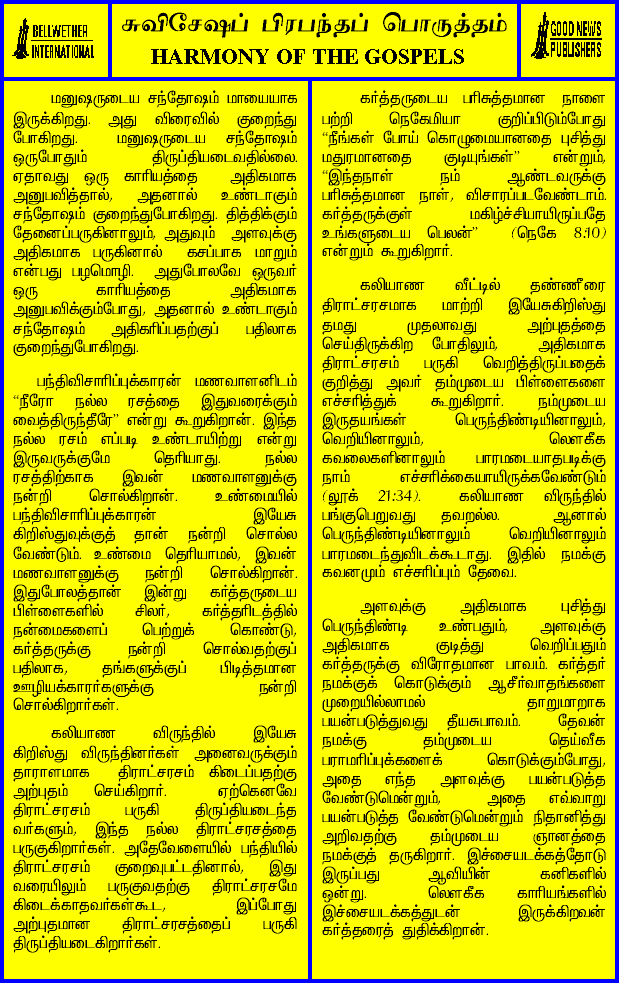 BELLWETHER
INTERNATIONAL
சுவிசேஷப் பிரபந்தப் பொருத்தம்
HARMONY OF THE GOSPELS
GOOD NEWS
PUBLISHERS
மனுஷருடைய சந்தோஷம் மாயையாக
இருக்கிறது. அது விரைவில் குறைந்து
போகிறது. மனுஷருடைய சந்தோஷம்
ஒருபோதும் திருப்தியடைவதில்லை.
ஏதாவது ஒரு காரியத்தை அதிகமாக
அனுபவித்தால், அதனால் உண்டாகும்
சந்தோஷம் குறைந்துபோகிறது. தித்திக்கும்
தேனைப்பருகினாலும், அதுவும் அளவுக்கு
அதிகமாக பருகினால் கசப்பாக மாறும்
என்பது பழமொழி. அதுபோலவே ஒருவர்
ஒரு காரியத்தை அதிகமாக
அனுபவிக்கும்போது, அதனால் உண்டாகும்
சந்தோஷம் அதிகரிப்பதற்குப் பதிலாக
குறைந்துபோகிறது.
பந்திவிசாரிப்புக்காரன் மணவாளனிடம்
“நீரோ நல்ல ரசத்தை இதுவரைக்கும்
வைத்திருந்தீரே” என்று கூறுகிறான். இந்த
நல்ல ரசம் எப்படி உண்டாயிற்று என்று
இருவருக்குமே தெரியாது. நல்ல
ரசத்திற்காக இவன் மணவாளனுக்கு
நன்றி சொல்கிறான். உண்மையில்
பந்திவிசாரிப்புக்காரன் இயேசு
கிறிஸ்துவுக்குத் தான் நன்றி சொல்ல
வேண்டும். உண்மை தெரியாமல், இவன்
மணவாளனுக்கு நன்றி சொல்கிறான்.
இதுபோலத்தான் இன்று கர்த்தருடைய
பிள்ளைகளில் சிலர், கர்த்தரிடத்தில்
நன்மைகளைப் பெற்றுக் கொண்டு,
கர்த்தருக்கு நன்றி சொல்வதற்குப்
பதிலாக, தங்களுக்குப் பிடித்தமான
ஊழியக்காரர்களுக்கு நன்றி
சொல்கிறார்கள்.
கலியாண விருந்தில் இயேசு
கிறிஸ்து விருந்தினர்கள் அனைவருக்கும்
தாராளமாக திராட்சரசம் கிடைப்பதற்கு
அற்புதம் செய்கிறார். ஏற்கெனவே
திராட்சரசம் பருகி திருப்தியடைந்த
வர்களும், இந்த நல்ல திராட்சரசத்தை
பருகுகிறார்கள். அதேவேளையில் பந்தியில்
திராட்சரசம் குறைவுபட்டதினால், இது
வரையிலும் பருகுவதற்கு திராட்சரசமே
கிடைக்காதவர்கள்கூட, இப்போது
அற்புதமான திராட்சரசத்தைப் பருகி
திருப்தியடைகிறார்கள்.
கர்த்தருடைய பரிசுத்தமான நாளை
பற்றி நெகேமியா குறிப்பிடும்போது
“நீங்கள் போய் கொழுமையானதை புசித்து
மதுரமானதை குடியுங்கள்” என்றும்,
“இந்தநாள் நம் ஆண்டவருக்கு
பரிசுத்தமான நாள், விசாரப்படவேண்டாம்.
கர்த்தருக்குள் மகிழ்ச்சியாயிருப்பதே
உங்களுடைய பெலன்” (நெகே 8:10)
என்றும் கூறுகிறார்.
கலியாண வீட்டில் தண்ணீரை
திராட்சரசமாக மாற்றி இயேசுகிறிஸ்து
தமது முதலாவது அற்புதத்தை
செய்திருக்கிற போதிலும், அதிகமாக
திராட்சரசம் பருகி வெறித்திருப்பதைக்
குறித்து அவர் தம்முடைய பிள்ளைகளை
எச்சரித்துக் கூறுகிறார். நம்முடைய
இருதயங்கள் பெருந்திண்டியினாலும்,
வெறியினாலும், லௌகீக
கவலைகளினாலும் பாரமடையாதபடிக்கு
நாம் எச்சரிக்கையாயிருக்கவேண்டும்
(லூக் 21:34). கலியாண விருந்தில்
பங்குபெறுவது தவறல்ல. ஆனால்
பெருந்திண்டியினாலும் வெறியினாலும்
பாரமடைந்துவிடக்கூடாது. இதில் நமக்கு
கவனமும் எச்சரிப்பும் தேவை.
அளவுக்கு அதிகமாக புசித்து
பெருந்திண்டி உண்பதும், அளவுக்கு
அதிகமாக குடித்து வெறிப்பதும்
கர்த்தருக்கு விரோதமான பாவம். கர்த்தர்
நமக்குக் கொடுக்கும் ஆசீர்வாதங்களை
முறையில்லாமல் தாறுமாறாக
பயன்படுத்துவது தீயசுபாவம். தேவன்
நமக்கு தம்முடைய தெய்வீக
பராமரிப்புக்களைக் கொடுக்கும்போது,
அதை எந்த அளவுக்கு பயன்படுத்த
வேண்டுமென்றும், அதை எவ்வாறு
பயன்படுத்த வேண்டுமென்றும் நிதானித்து
அறிவதற்கு தம்முடைய ஞானத்தை
நமக்குத் தருகிறார். இச்சையடக்கத்தோடு
இருப்பது ஆவியின் கனிகளில்
ஒன்று. லௌகீக காரியங்களில்
இச்சையடக்கத்துடன் இருக்கிறவன்
கர்த்தரைத் துதிக்கிறான்.